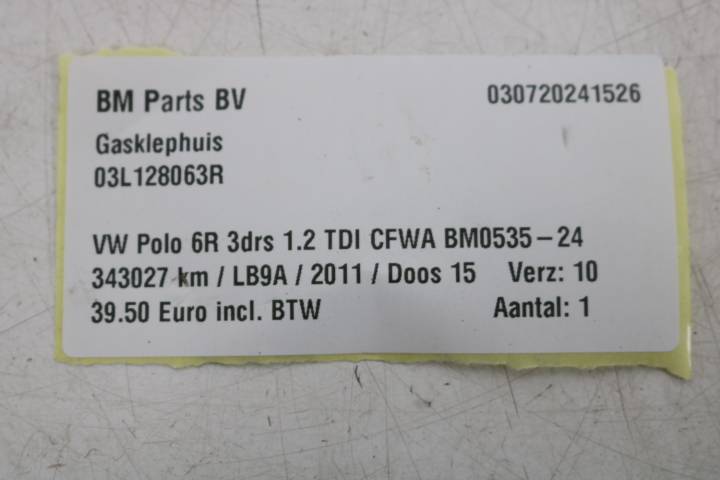 BM Parts BV 030720241526
Gasklephuis
03L128063R
VW Polo 6R 3drs 1.2 TDI CFWA BM0535-24
343027 km / LB9A / 2011 / Doos 15 Verz: 10
39.50 Euro incl. BTW Aantal: 1